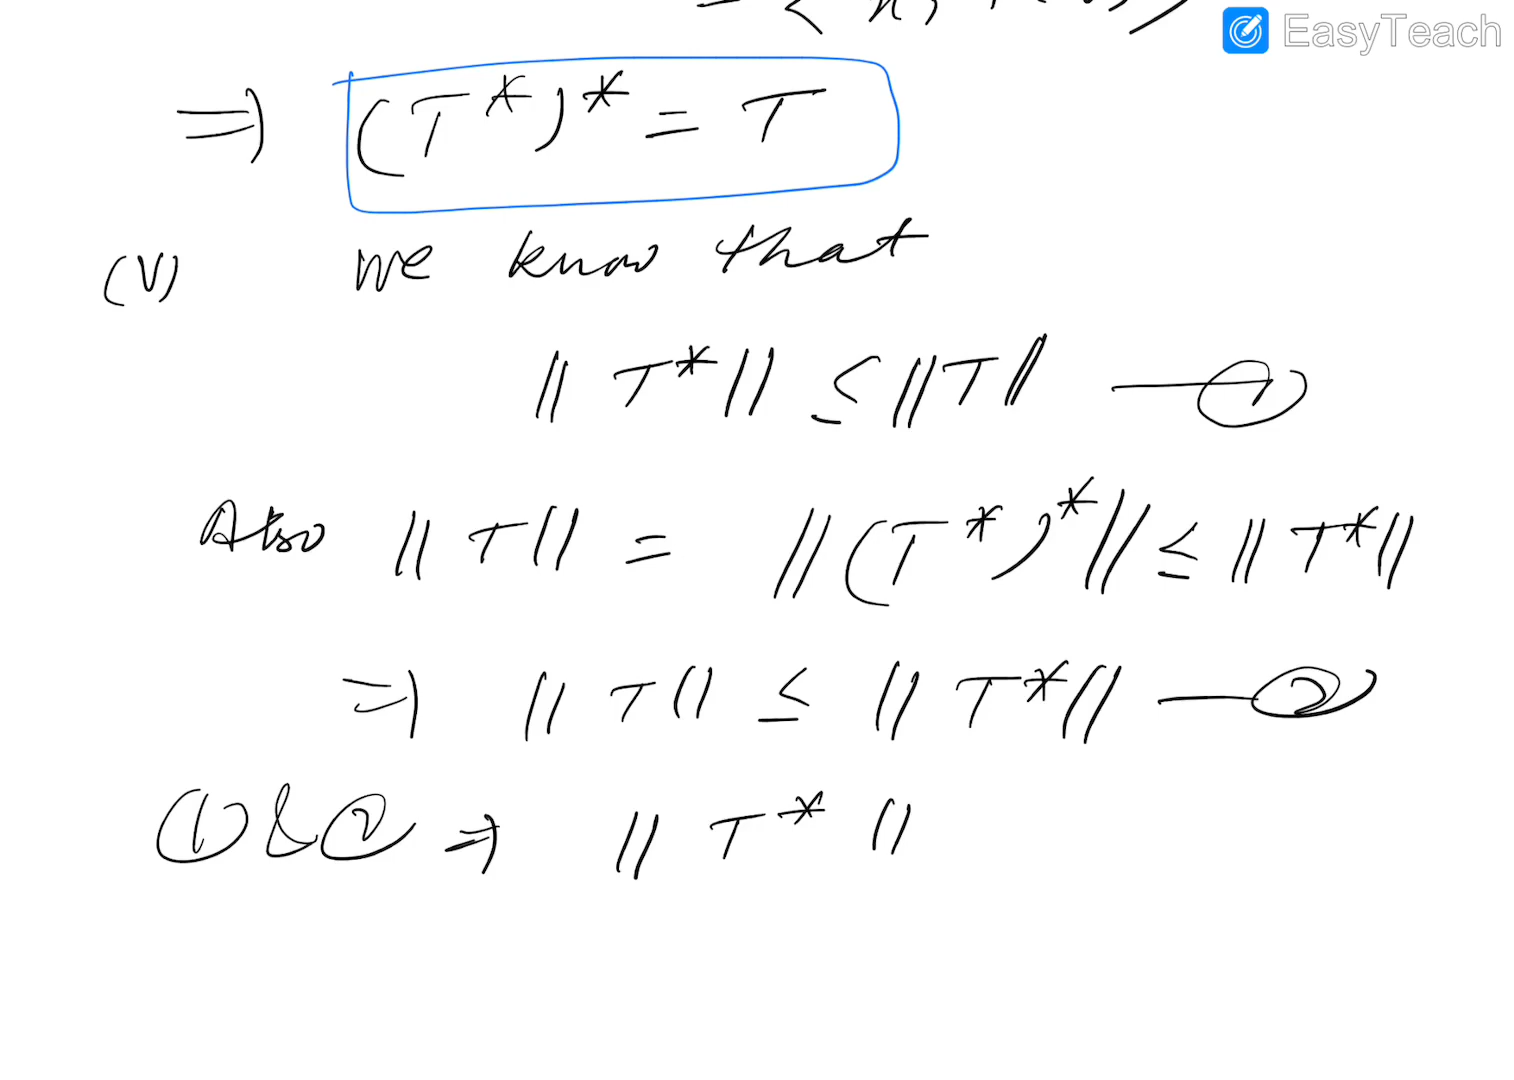 EasyTeach
⇒ (T*)* = T
(V) We know that
|| T* || ≤ || T || — ①
Also || T || = || (T*)* || ≤ || T* ||
⇒ || T || ≤ || T* || — ②
① & ② ⇒ || T* ||